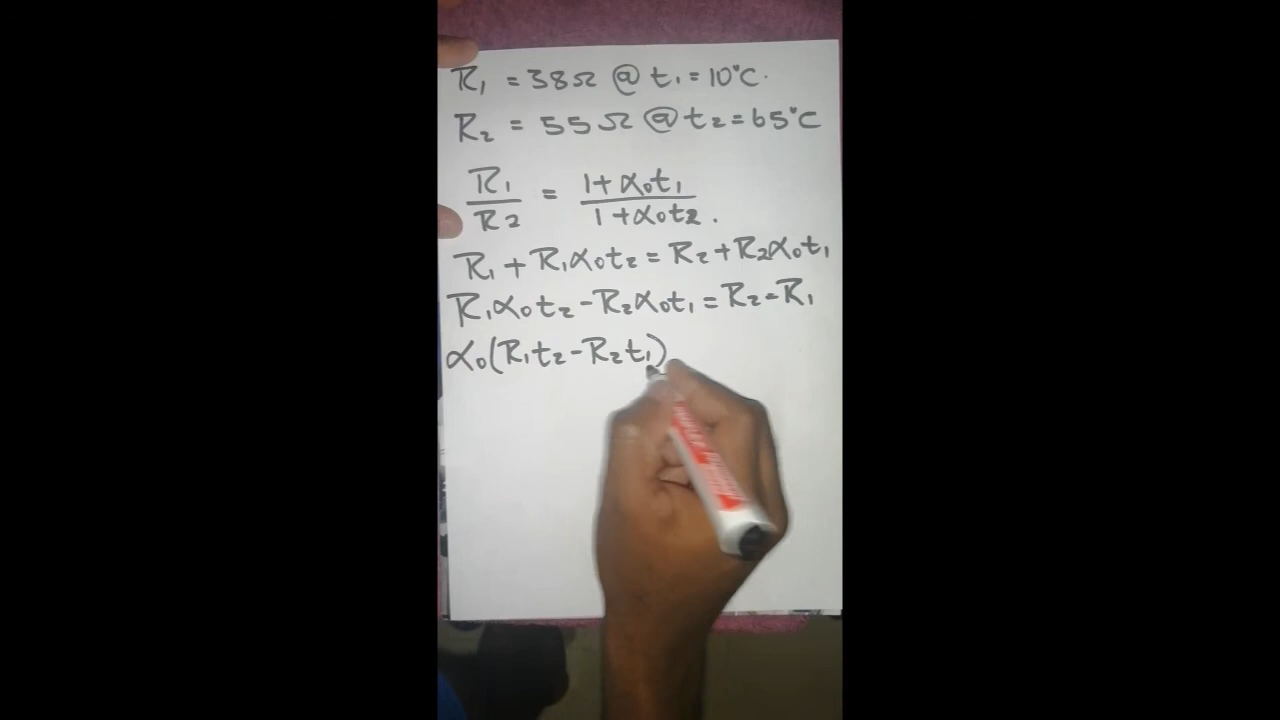 R₁ = 38Ω @ t₁ = 10°C.
R₂ = 55Ω @ t₂ = 65°C
R₁/R₂ = 1+α₀t₁/1+α₀t₂.
R₁ + R₁α₀t₂ = R₂ + R₂α₀t₁
R₁α₀t₂ - R₂α₀t₁ = R₂ - R₁
α₀(R₁t₂ - R₂t₁)